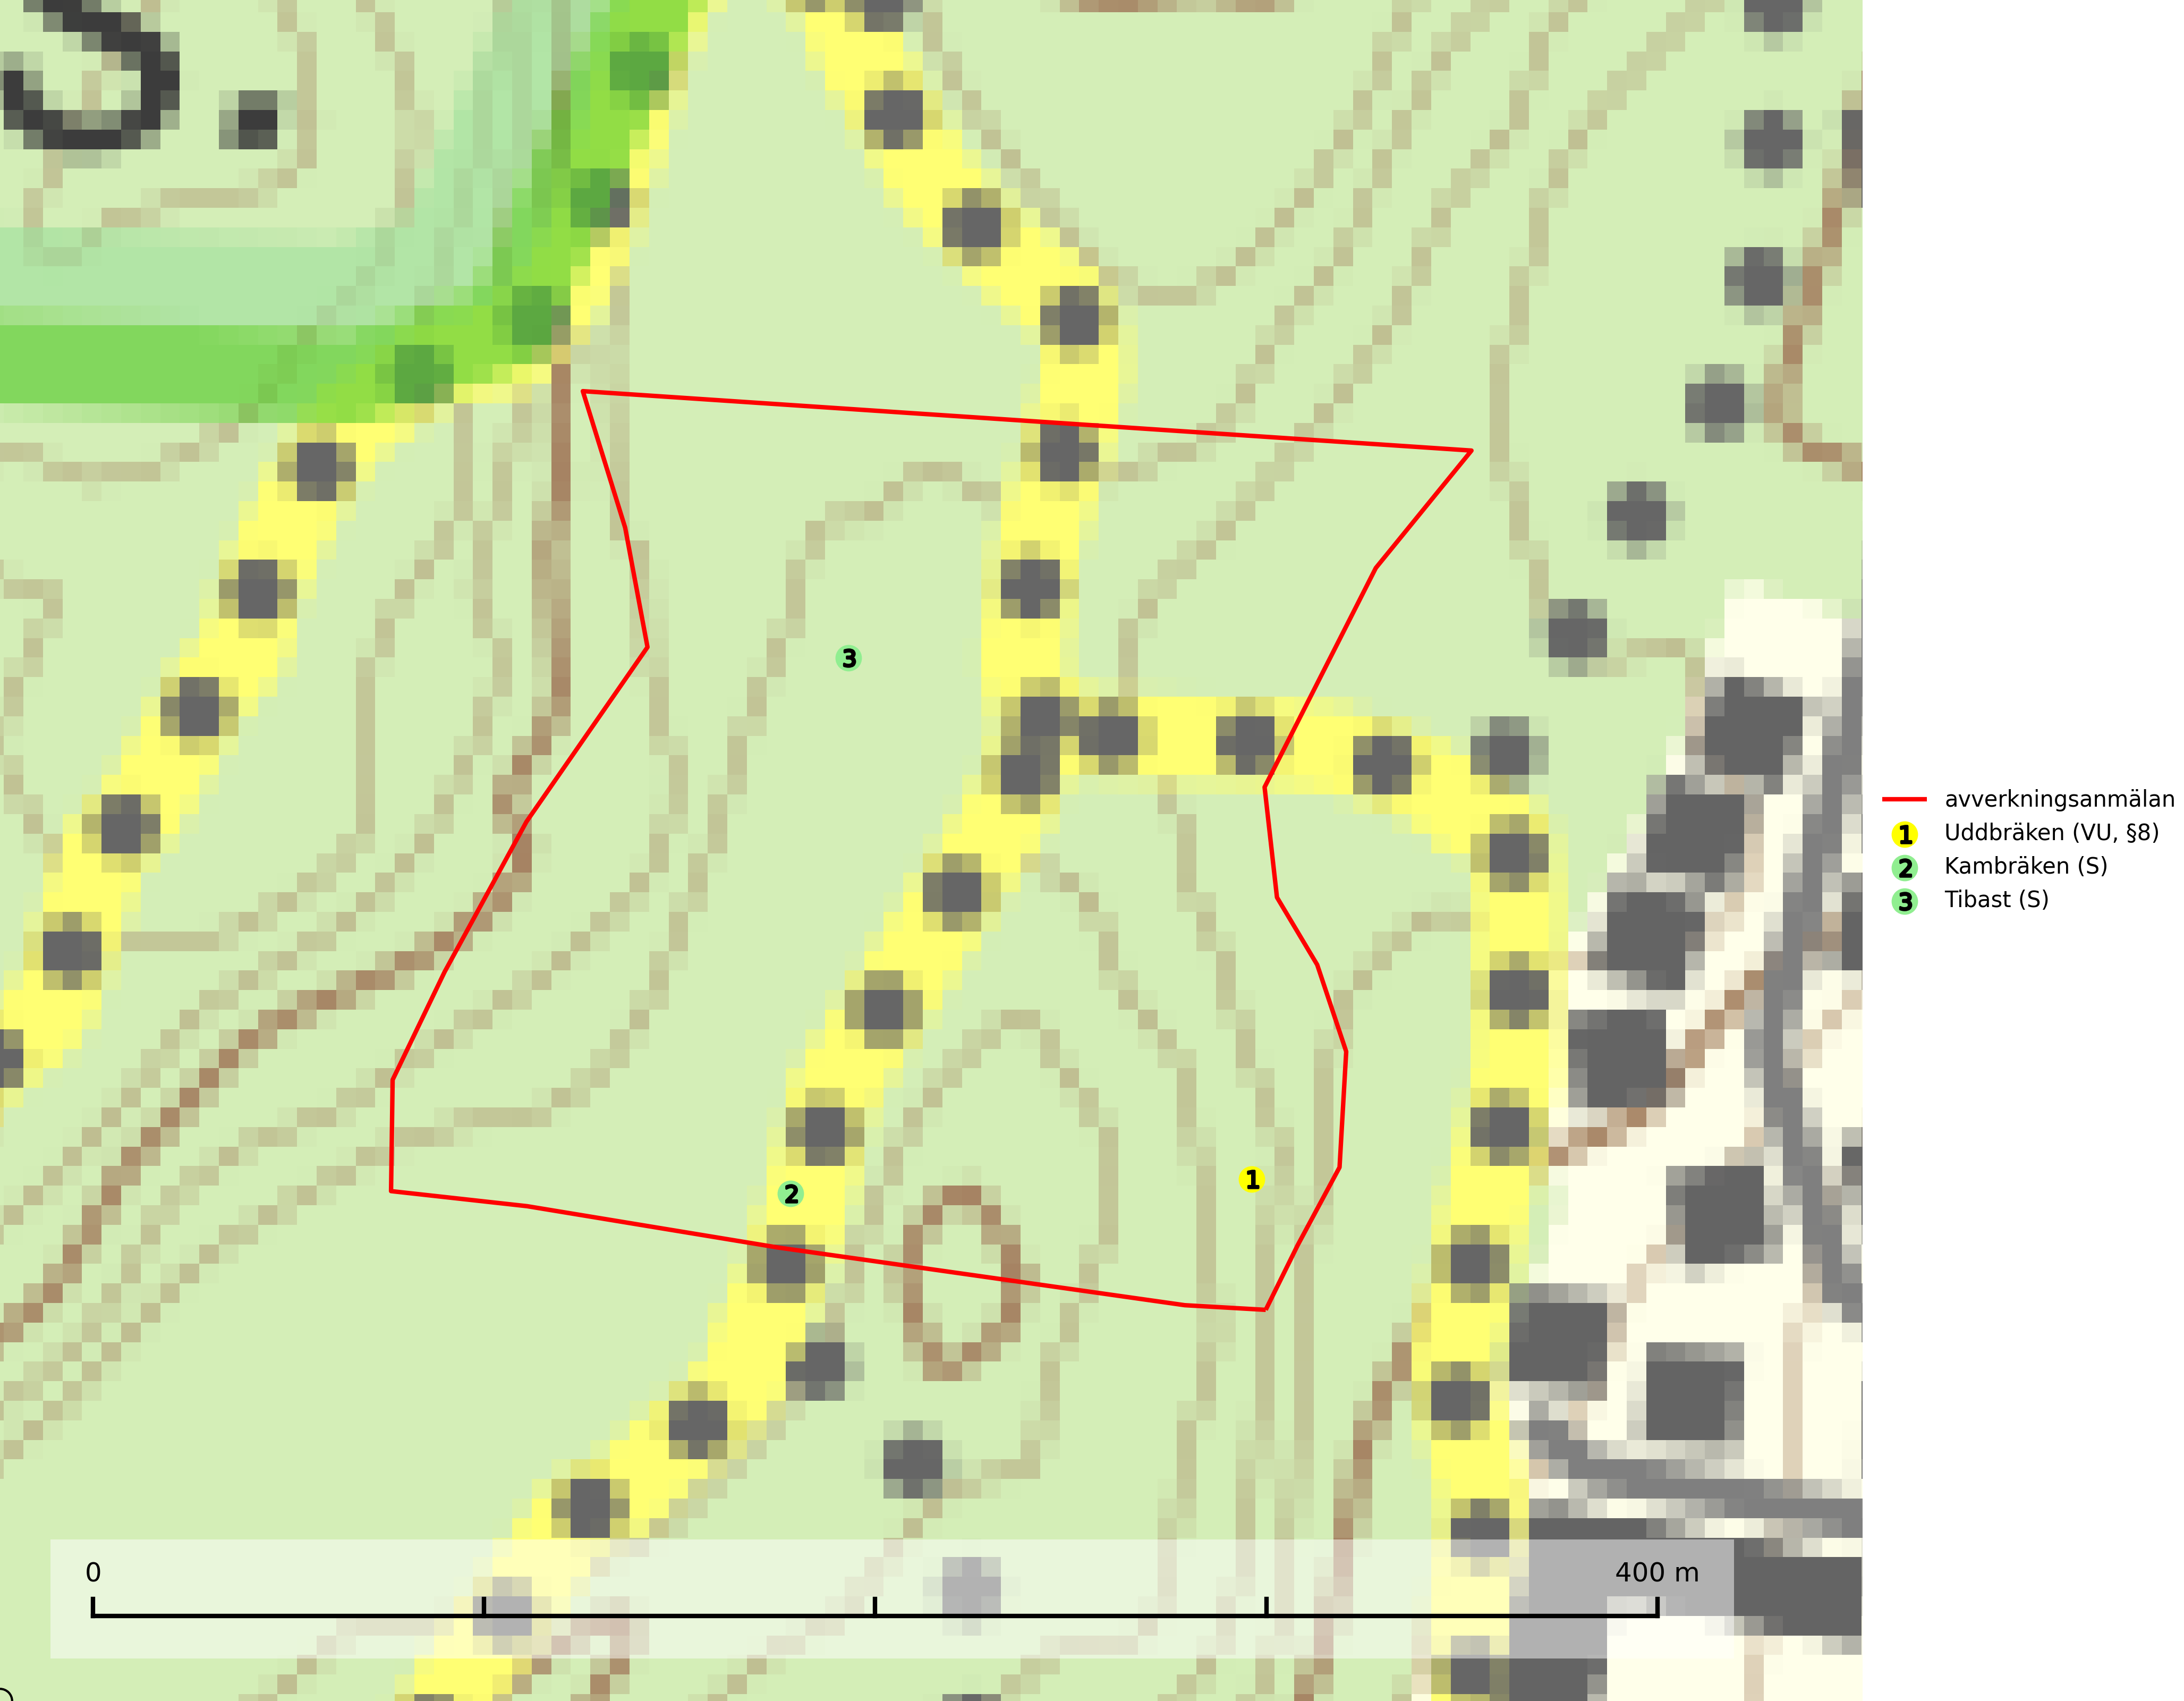 3
2
1
avverkningsanmälan
1 Uddbräken (VU, §8)
2 Kambräken (S)
3 Tibast (S)
0 400 m